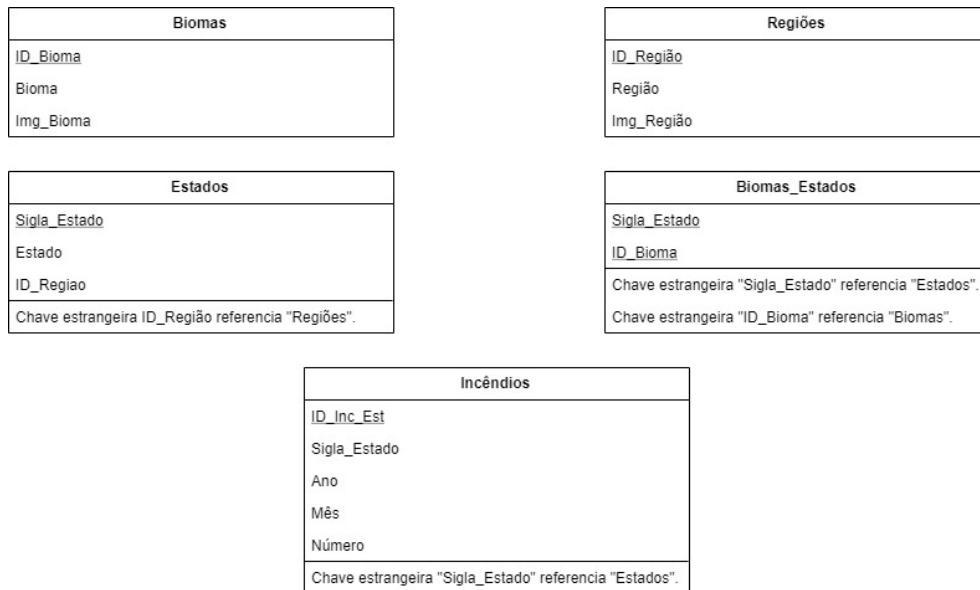 Biomas
ID_Bioma
Bioma
Img_Bioma
Regiões
ID_Região
Região
Img_Região
Estados
Sigla_Estado
Estado
ID_Regiao
Chave estrangeira ID_Região referencia "Regiões".
Biomas_Estados
Sigla_Estado
ID_Bioma
Chave estrangeira "Sigla_Estado" referencia "Estados".
Chave estrangeira "ID_Bioma" referencia "Biomas".
Incêndios
ID_Inc_Est
Sigla_Estado
Ano
Mês
Número
Chave estrangeira "Sigla_Estado" referencia "Estados".